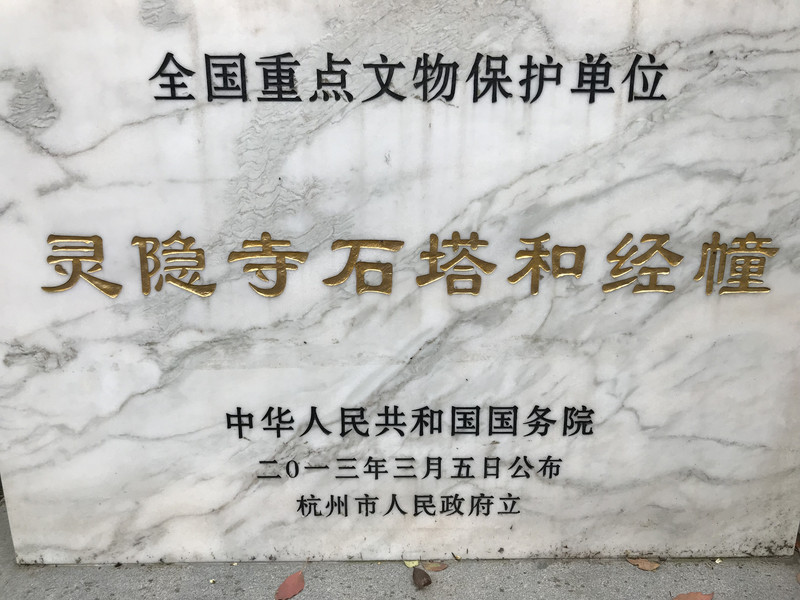 全国重点文物保护单位
灵隐寺石塔和经幢
中华人民共和国国务院
二0一三年三月五日公布
杭州市人民政府立